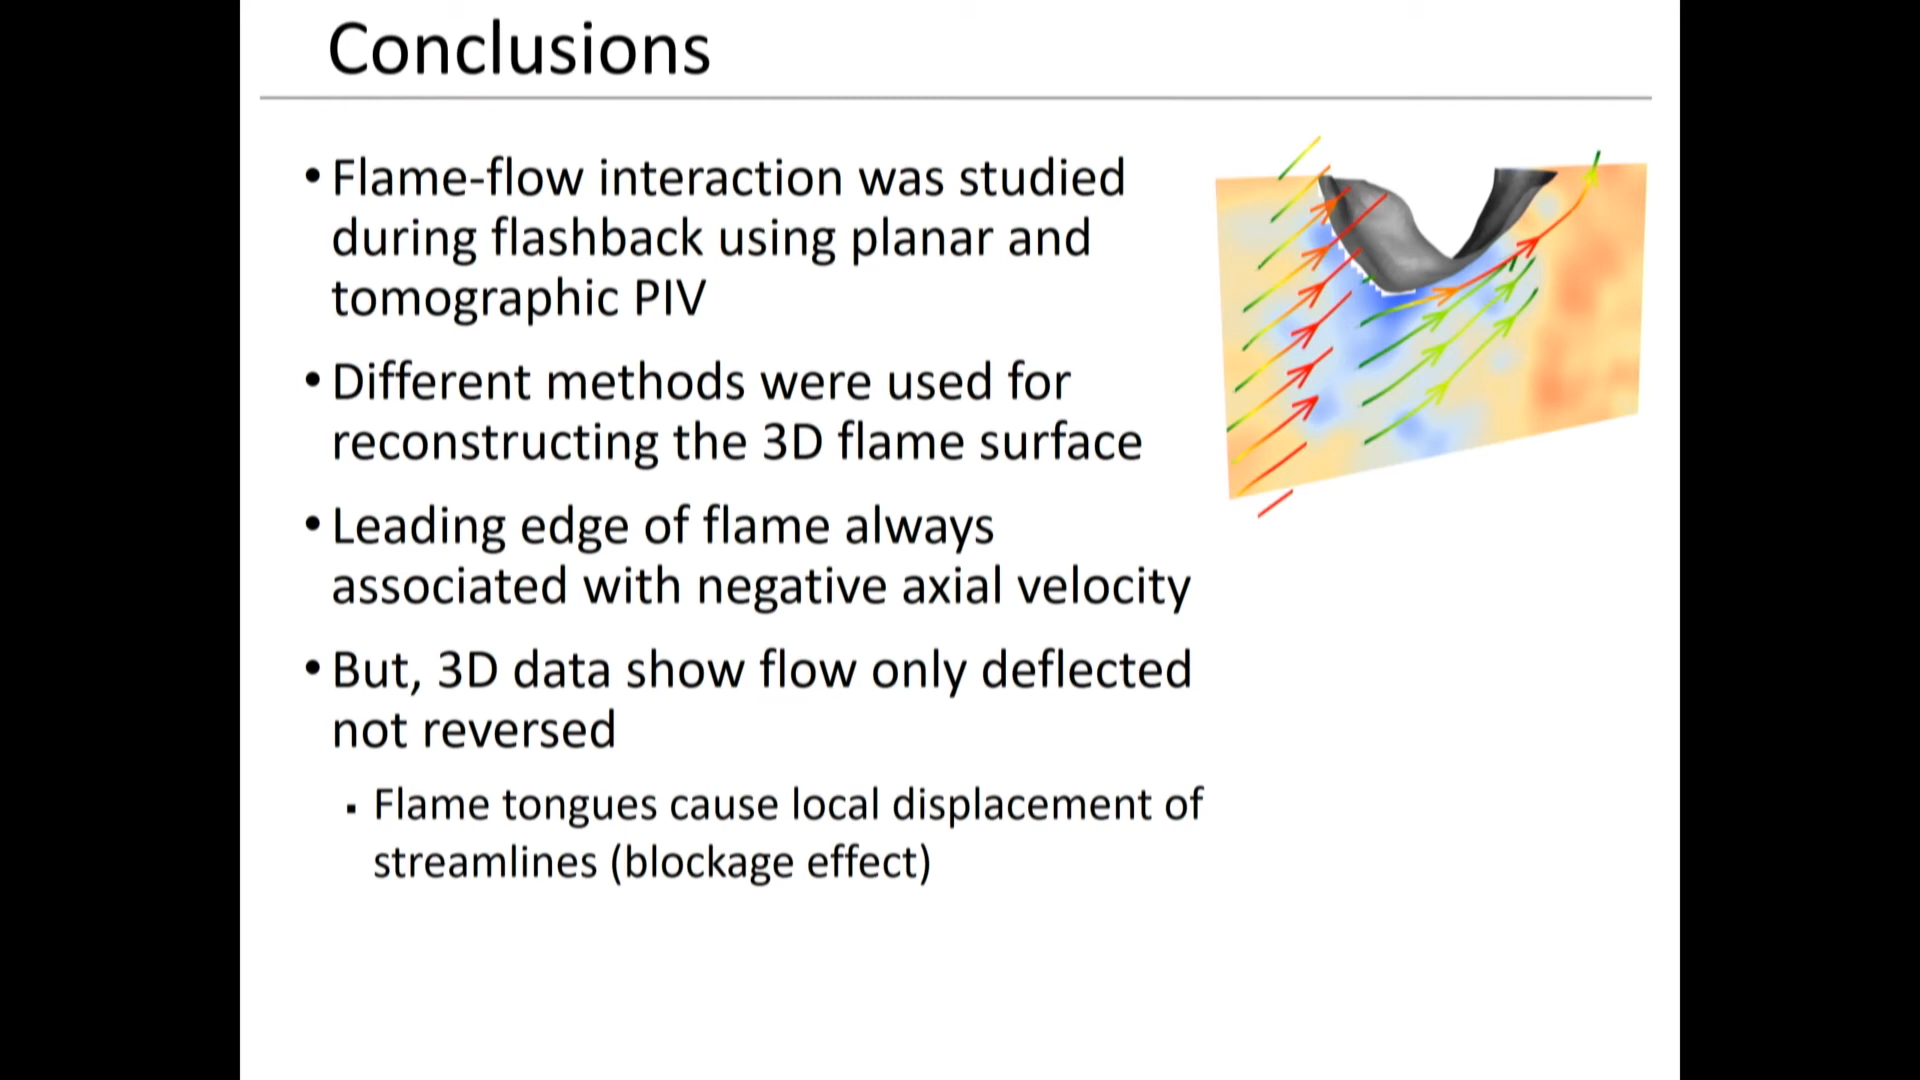 Conclusions
• Flame-flow interaction was studied
during flashback using planar and
tomographic PIV
• Different methods were used for
reconstructing the 3D flame surface
• Leading edge of flame always
associated with negative axial velocity
• But, 3D data show flow only deflected
not reversed
▪ Flame tongues cause local displacement of
streamlines (blockage effect)